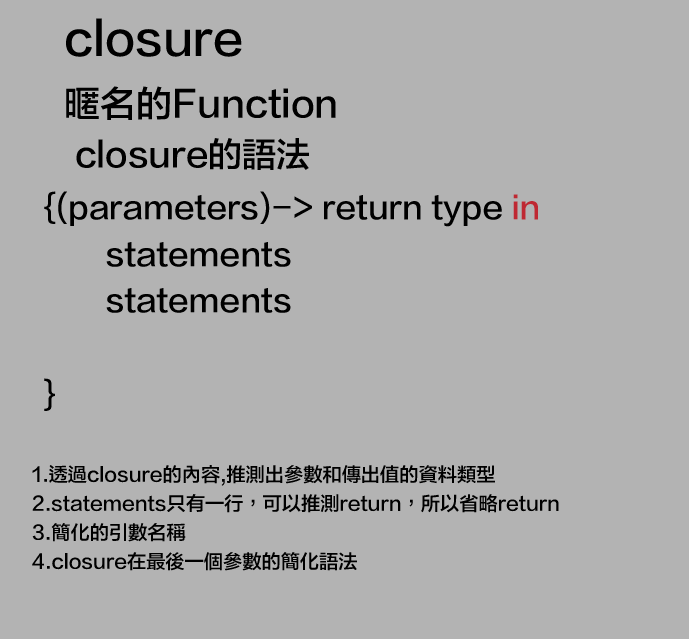 closure
暱名的Function
closure的語法
{(parameters)-> return type in
statements
statements
}
1.透過closure的內容,推測出參數和傳出值的資料類型
2.statements只有一行，可以推測return，所以省略return
3.簡化的引數名稱
4.closure在最後一個參數的簡化語法